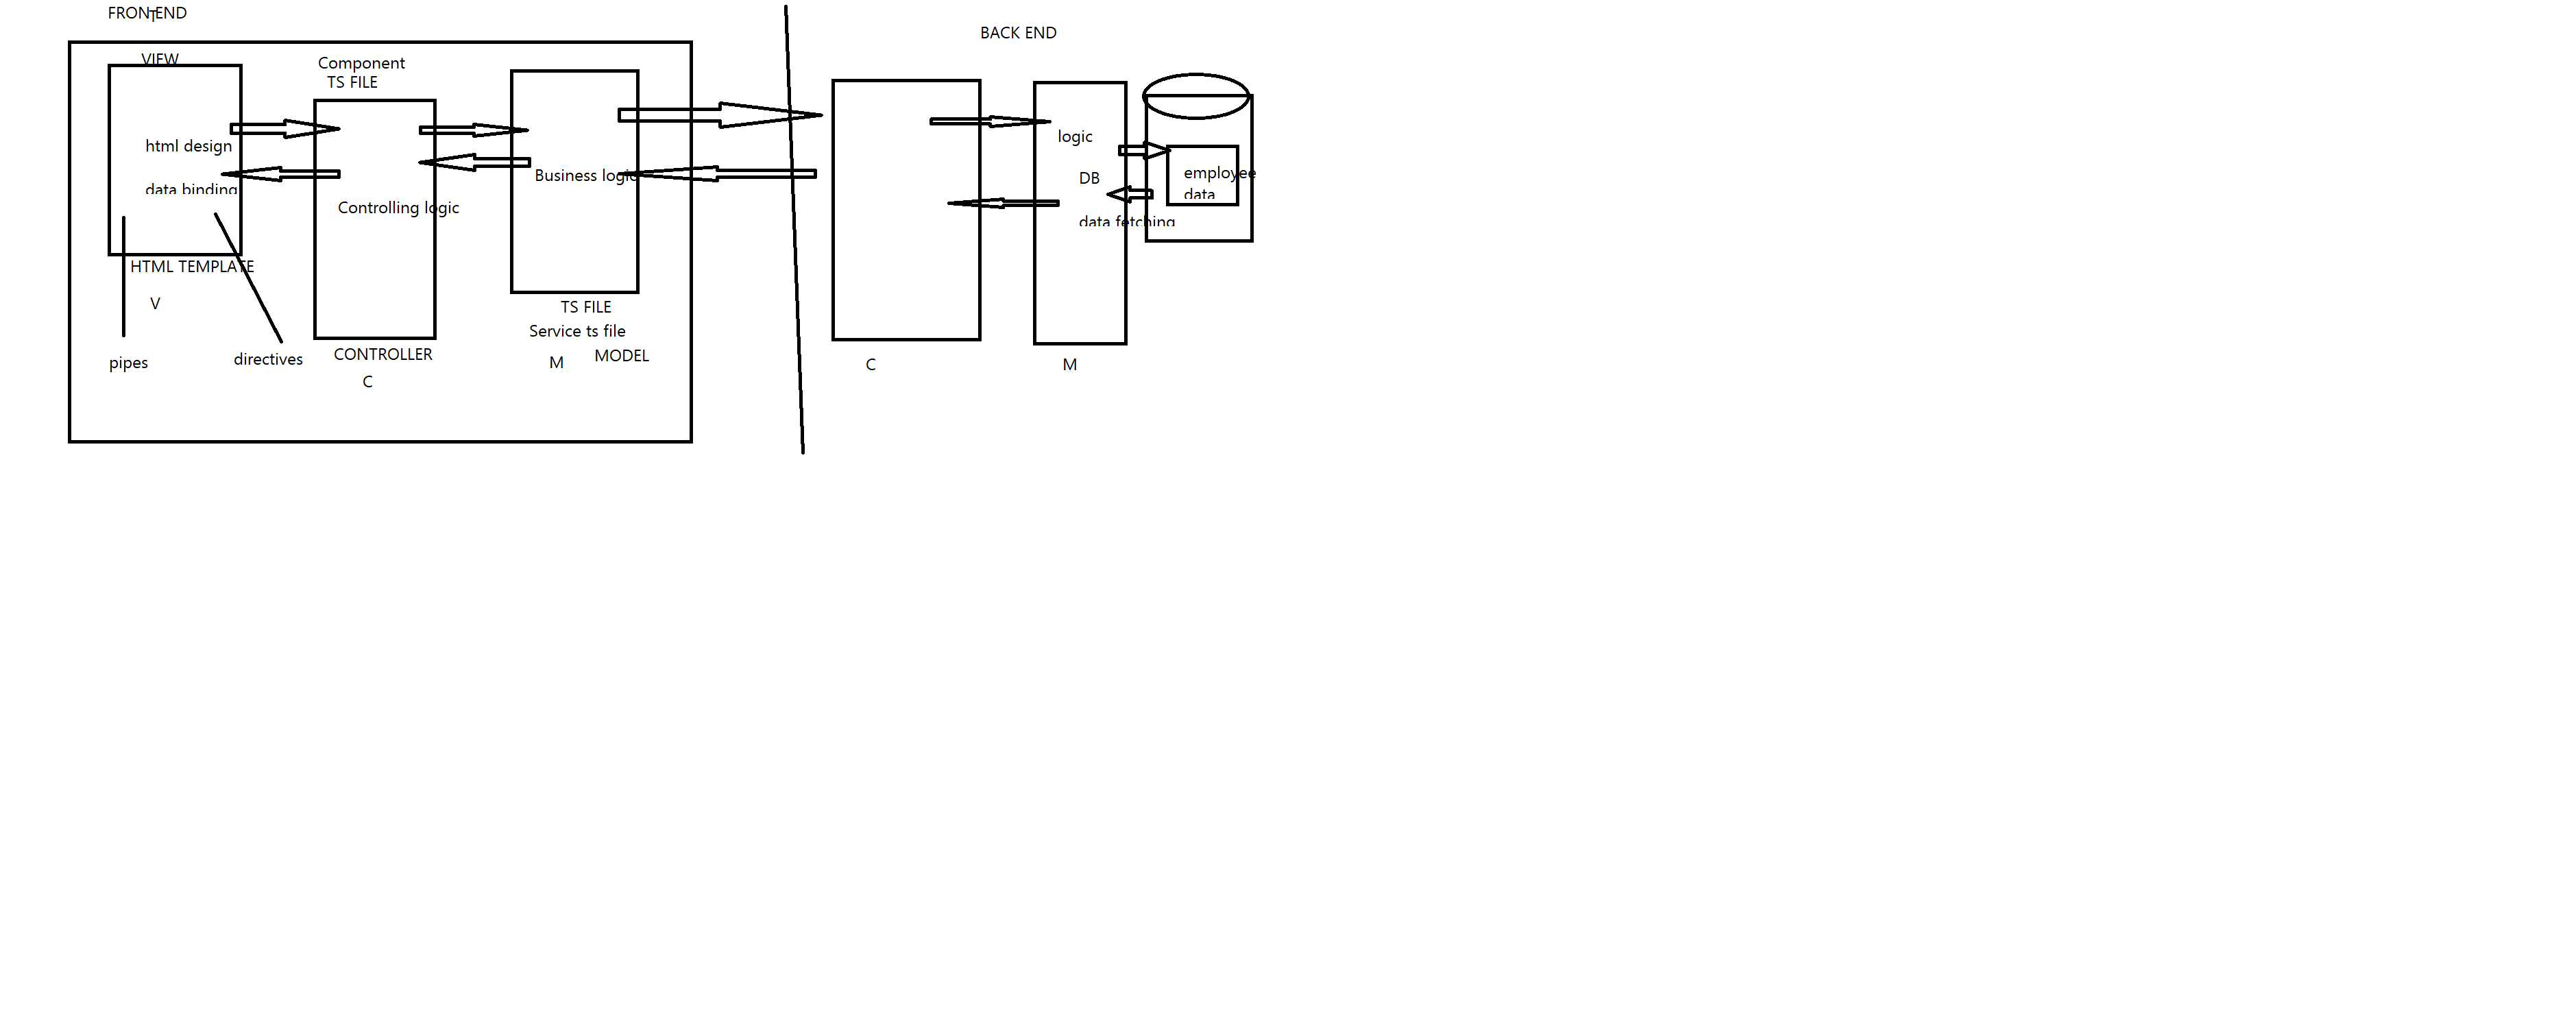 FRONTEND
VIEW
html design
data binding
HTML TEMPLATE
V
pipes
directives
Component
TS FILE
Controlling logic
CONTROLLER
C
Business logic
TS FILE
Service ts file
M MODEL
BACK END
C
logic
DB
data fetching
M
employee
data